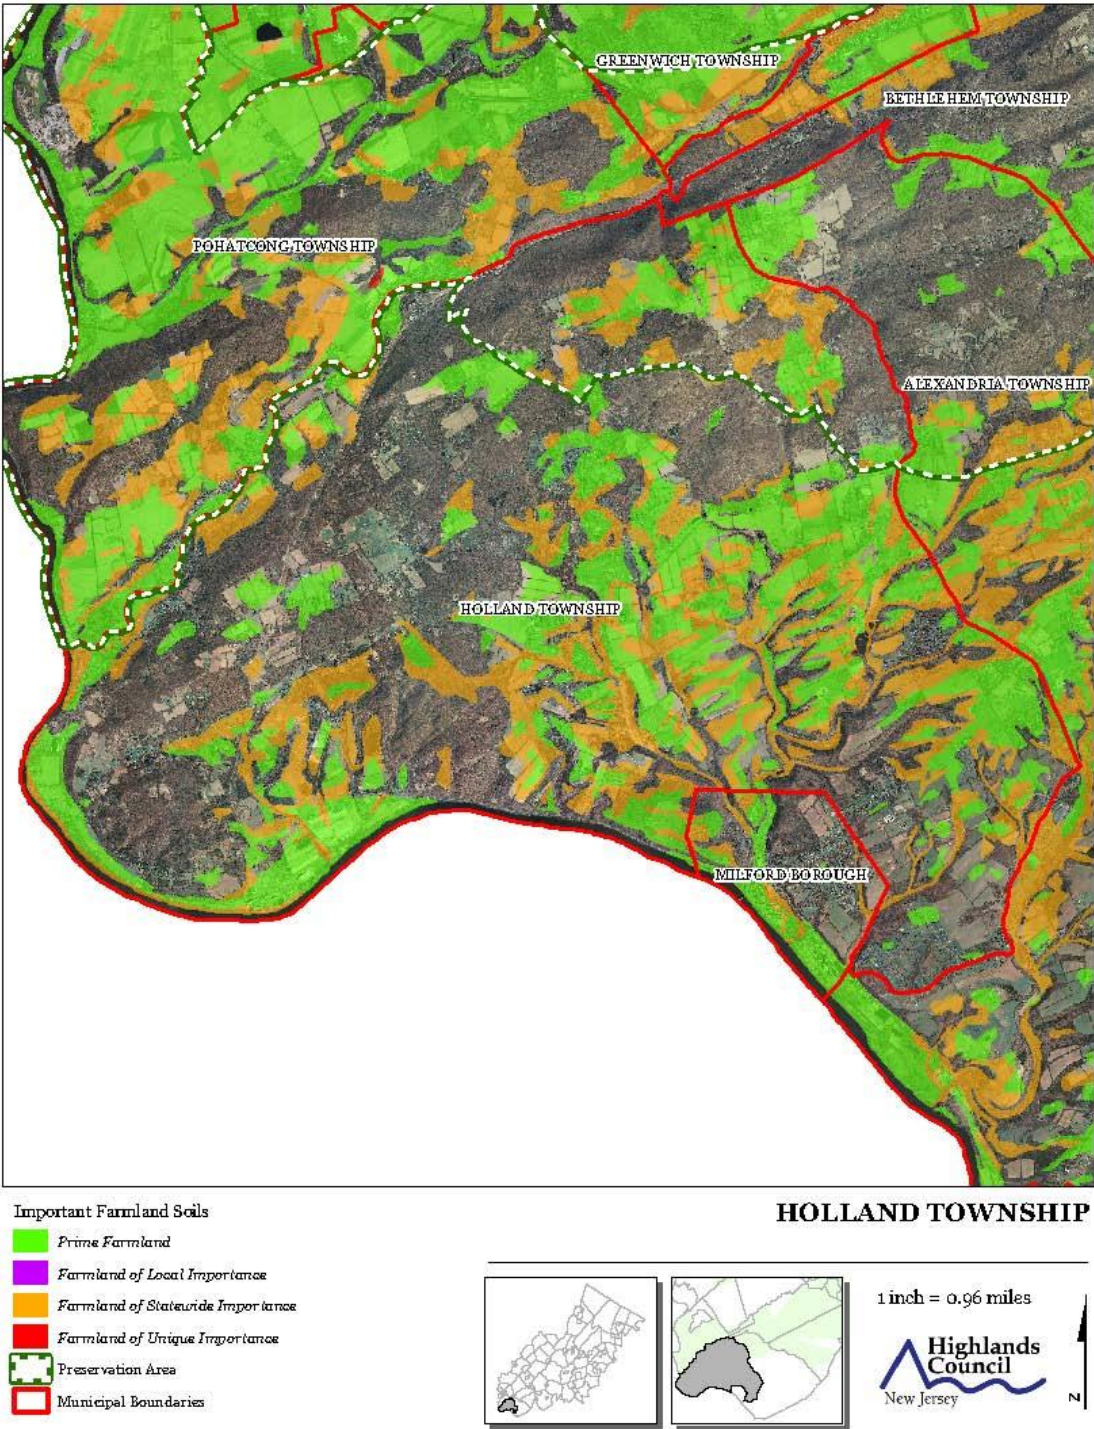 GREENWICH TOWNSHIP
BETHLEHEM TOWNSHIP
POHATCONG TOWNSHIP
ALEXANDRIA TOWNSHIP
HOLLAND TOWNSHIP
MILFORD BOROUGH
Important Farmland Soils
Prime Farmland
Farmland of Local Importance
Farmland of Statewide Importance
Farmland of Unique Importance
Preservation Area
Municipal Boundaries
HOLLAND TOWNSHIP
1 inch = 0.96 miles
Highlands
Council
New Jersey
N